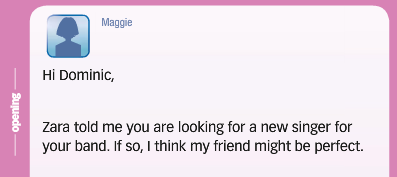 Maggie
Hi Dominic,
opening
Zara told me you are looking for a new singer for
your band. If so, I think my friend might be perfect.